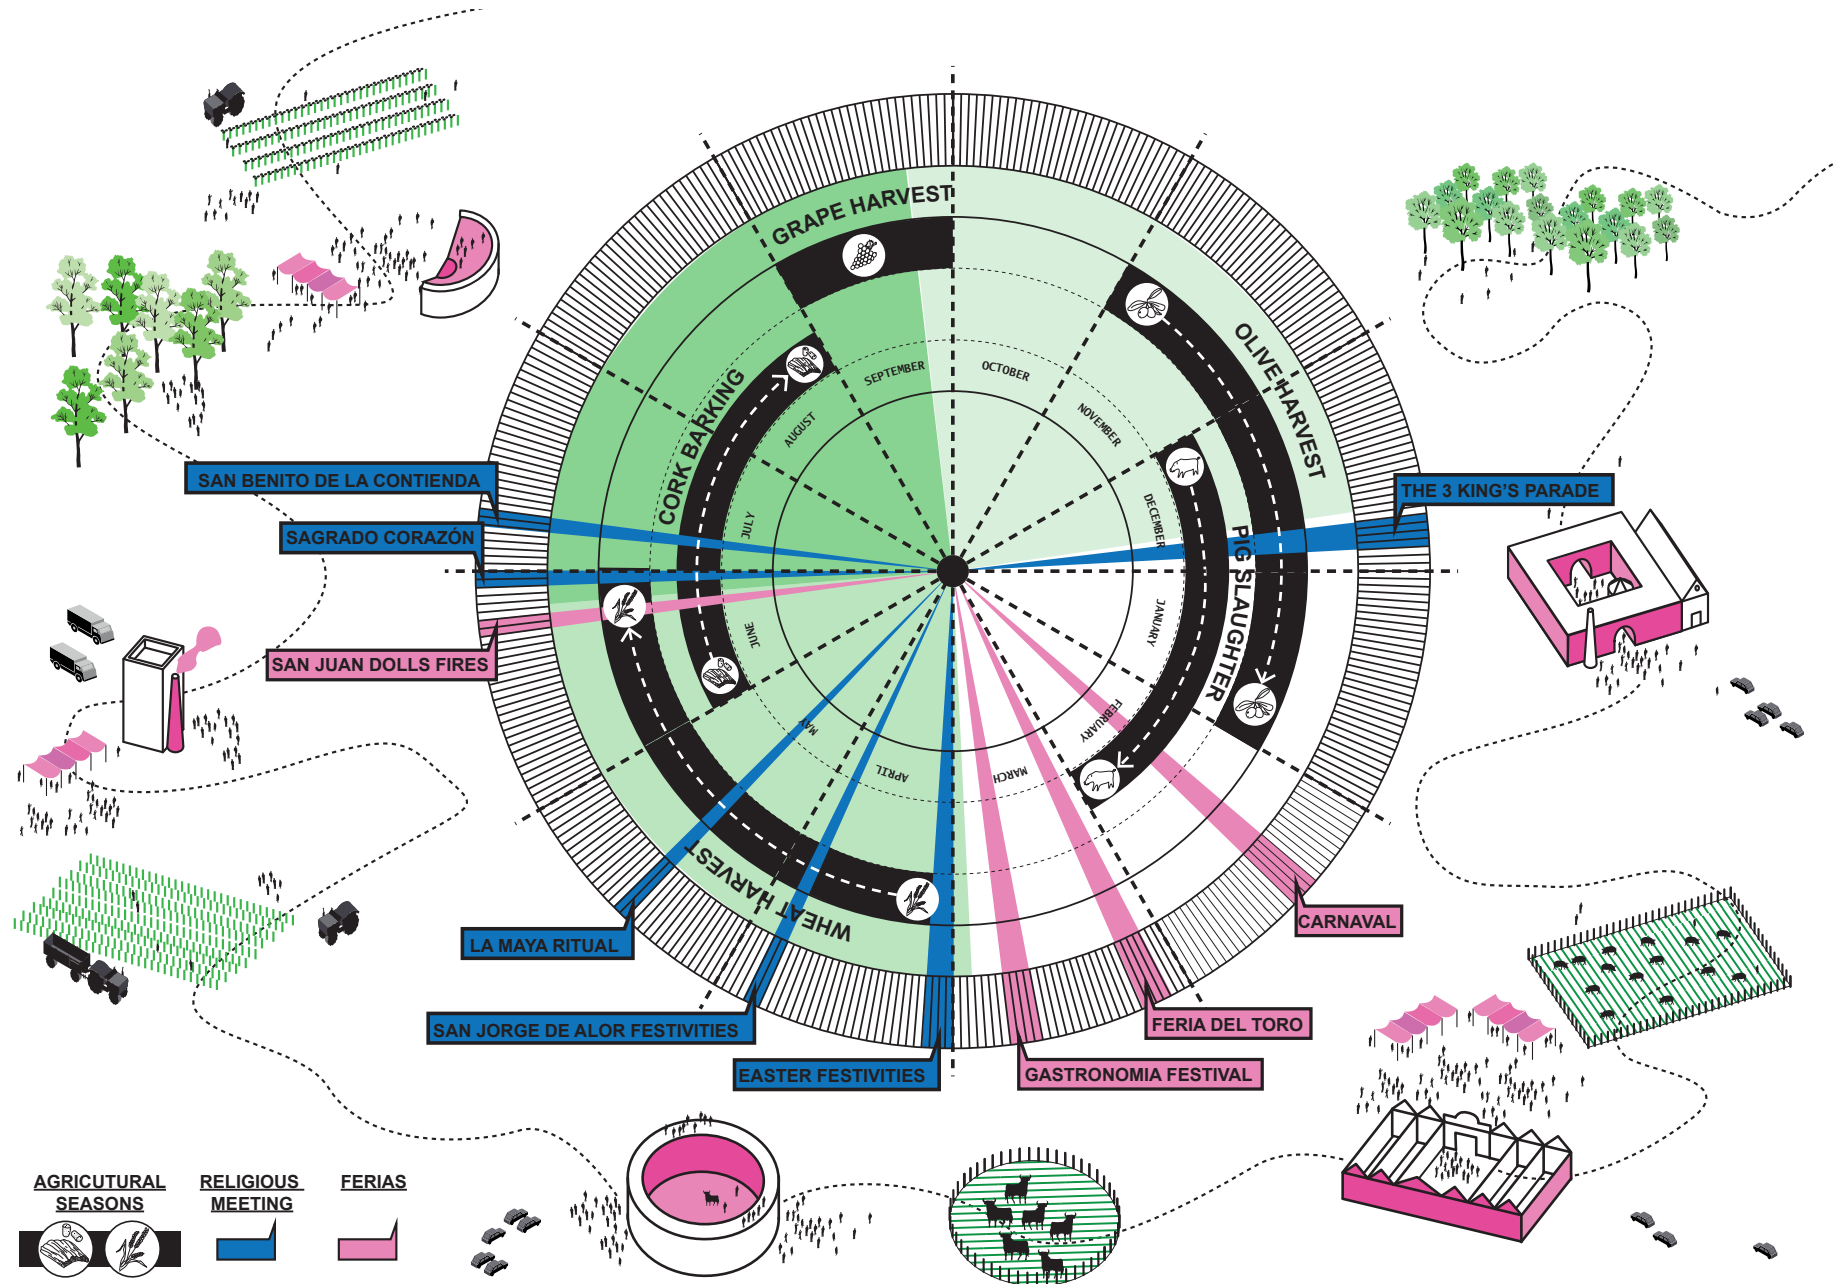 GRAPE HARVEST
OLIVE HARVEST
CORK BARKING
PIG SLAUGHTER
WHEAT HARVEST
SEPTEMBER
OCTOBER
NOVEMBER
DECEMBER
JANUARY
FEBRUARY
MARCH
APRIL
MAY
JUNE
JULY
AUGUST
SAN BENITO DE LA CONTIENDA
THE 3 KING'S PARADE
SAGRADO CORAZÓN
SAN JUAN DOLLS FIRES
LA MAYA RITUAL
CARNAVAL
SAN JORGE DE ALOR FESTIVITIES
FERIA DEL TORO
EASTER FESTIVITIES
GASTRONOMIA FESTIVAL
AGRICUTURAL
SEASONS
RELIGIOUS
MEETING
FERIAS